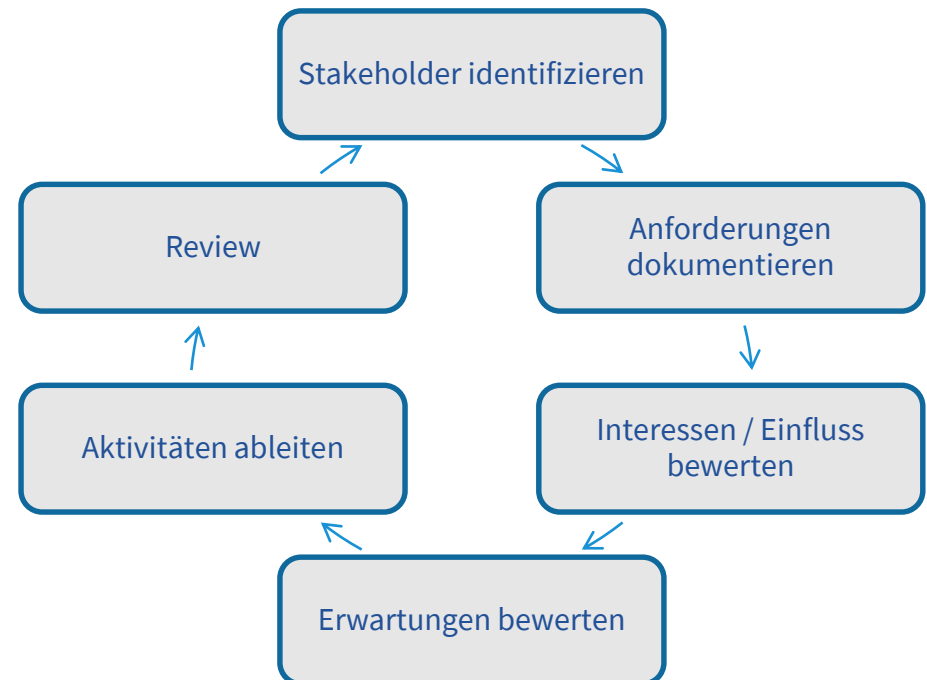 Stakeholder identifizieren
Anforderungen
dokumentieren
Interessen / Einfluss
bewerten
Erwartungen bewerten
Aktivitäten ableiten
Review